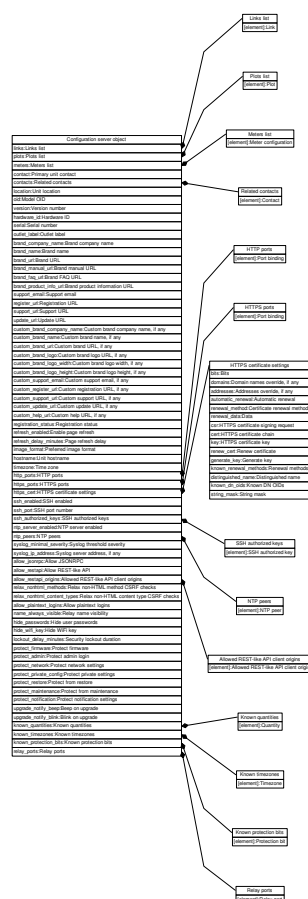 Links list
[element]:Link
Plots list
[element]:Plot
Meters list
[element]:Meter configuration
Related contacts
[element]:Contact
HTTP ports
[element]:Port binding
HTTPS ports
[element]:Port binding
Configuration server object
links:Links list
plots:Plots list
meters:Meters list
contact:Primary unit contact
contacts:Related contacts
location:Unit location
oid:Model OID
version:Version number
hardware_id:Hardware ID
serial:Serial number
outlet_label:Outlet label
brand_company_name:Brand company name
brand_name:Brand name
brand_url:Brand URL
brand_manual_url:Brand manual URL
brand_faq_url:Brand FAQ URL
brand_product_info_url:Brand product information URL
support_email:Support email
register_url:Registration URL
support_url:Support URL
update_url:Update URL
custom_brand_company_name:Custom brand company name, if any
custom_brand_name:Custom brand name, if any
custom_brand_url:Custom brand URL, if any
custom_brand_logo:Custom brand logo URL, if any
custom_brand_logo_width:Custom brand logo width, if any
custom_brand_logo_height:Custom brand logo height, if any
custom_support_email:Custom support email, if any
custom_register_url:Custom registration URL, if any
custom_support_url:Custom support URL, if any
custom_update_url:Custom update URL, if any
custom_help_url:Custom help URL, if any
registration_status:Registration status
refresh_enabled:Enable page refresh
refresh_delay_minutes:Page refresh delay
image_format:Preferred image format
hostname:Unit hostname
timezone:Time zone
http_ports:HTTP ports
https_ports:HTTPS ports
https_cert:HTTPS certificate settings
ssh_enabled:SSH enabled
ssh_port:SSH port number
ssh_authorized_keys:SSH authorized keys
ntp_server_enabled:NTP server enabled
ntp_peers:NTP peers
syslog_minimal_severity:Syslog threshold severity
syslog_ip_address:Syslog server address, if any
allow_jsonrpc:Allow JSONRPC
allow_restapi:Allow REST-like API
allow_restapi_origins:Allowed REST-like API client origins
relax_nonhtml_methods:Relax non-HTML method CSRF checks
relax_nonhtml_content_types:Relax non-HTML content type CSRF checks
allow_plaintext_logins:Allow plaintext logins
name_always_visible:Relay name visibility
hide_passwords:Hide user passwords
hide_wifi_key:Hide WiFi key
lockout_delay_minutes:Security lockout duration
protect_firmware:Protect firmware
protect_admin:Protect admin login
protect_network:Protect network settings
protect_private_config:Protect private settings
protect_restore:Protect from restore
protect_maintenance:Protect from maintenance
protect_notification:Protect notification settings
upgrade_notify_beep:Beep on upgrade
upgrade_notify_blink:Blink on upgrade
known_quantities:Known quantities
known_timezones:Known timezones
known_protection_bits:Known protection bits
relay_ports:Relay ports
HTTPS certificate settings
bits:Bits
domains:Domain names override, if any
addresses:Addresses override, if any
automatic_renewal:Automatic renewal
renewal_method:Certificate renewal method
renewal_data:Data
csr:HTTPS certificate signing request
cert:HTTPS certificate chain
key:HTTPS certificate key
renew_cert:Renew certificate
generate_key:Generate key
known_renewal_methods:Renewal methods
distinguished_name:Distinguished name
known_dn_oids:Known DN OIDs
string_mask:String mask
SSH authorized keys
[element]:SSH authorized key
NTP peers
[element]:NTP peer
Allowed REST-like API client origins
[element]:Allowed REST-like API client origin
Known quantities
[element]:Quantity
Known timezones
[element]:Timezone
Known protection bits
[element]:Protection bit
Relay ports
[element]:Relay port